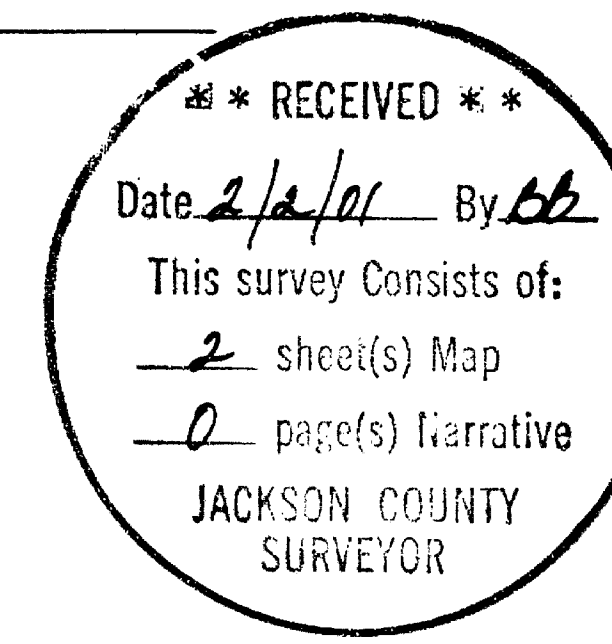 * * RECEIVED * *
Date 2/2/01 By bb
This survey Consists of:
2 sheet(s) Map
0 page(s) Narrative
JACKSON COUNTY
SURVEYOR